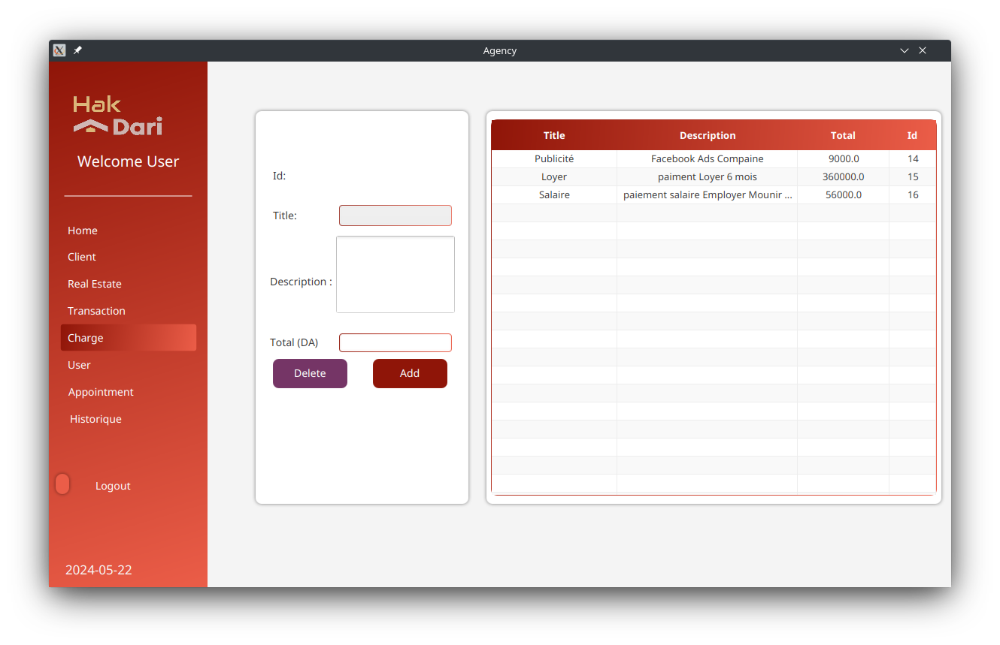 Agency
Hak
Dari
Welcome User
Home
Client
Real Estate
Transaction
Charge
User
Appointment
Historique
Logout
2024-05-22
Id:
Title:
Description :
Total (DA)
Delete Add
Title Description Total Id
Publicité Facebook Ads Compaine 9000.0 14
Loyer paiment Loyer 6 mois 360000.0 15
Salaire paiement salaire Employer Mounir ... 56000.0 16